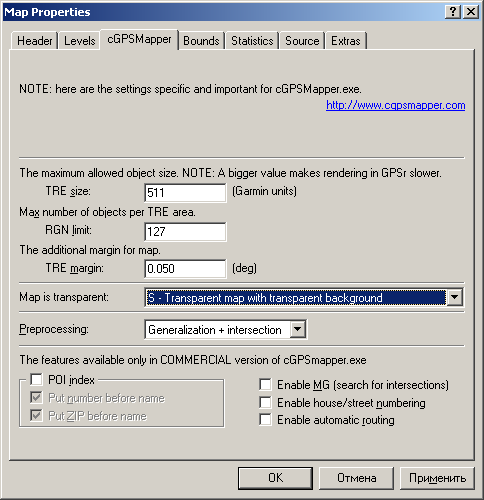 Map Properties
Header Levels cGPSMapper Bounds Statistics Source Extras
NOTE: here are the settings specific and important for cGPSMapper.exe.
http://www.cgpsmapper.com
The maximum allowed object size. NOTE: A bigger value makes rendering in GPSr slower.
TRE size: 511 (Garmin units)
Max number of objects per TRE area.
RGN limit: 127
The additional margin for map.
TRE margin: 0.050 (deg)
Map is transparent: S - Transparent map with transparent background
Preprocessing: Generalization + intersection
The features available only in COMMERCIAL version of cGPSmapper.exe
POI index
Put number before name
Put ZIP before name
Enable MG (search for intersections)
Enable house/street numbering
Enable automatic routing
OK Отмена Применить